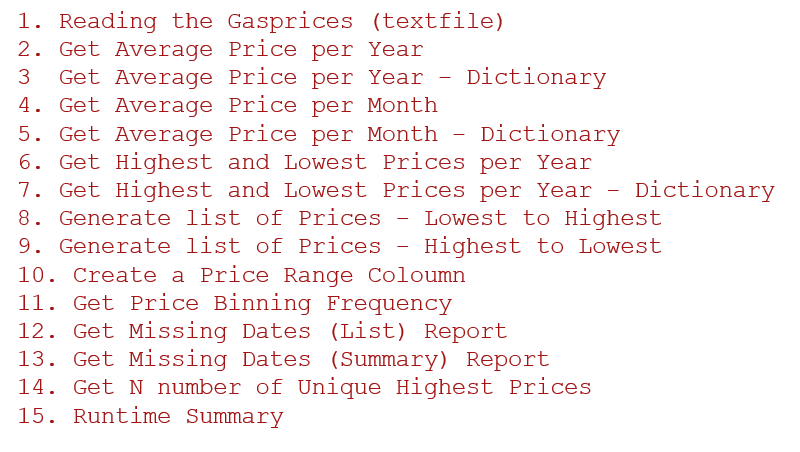 1. Reading the Gasprices (textfile)
2. Get Average Price per Year
3  Get Average Price per Year - Dictionary
4. Get Average Price per Month
5. Get Average Price per Month - Dictionary
6. Get Highest and Lowest Prices per Year
7. Get Highest and Lowest Prices per Year - Dictionary
8. Generate list of Prices - Lowest to Highest
9. Generate list of Prices - Highest to Lowest
10. Create a Price Range Coloumn
11. Get Price Binning Frequency
12. Get Missing Dates (List) Report
13. Get Missing Dates (Summary) Report
14. Get N number of Unique Highest Prices
15. Runtime Summary